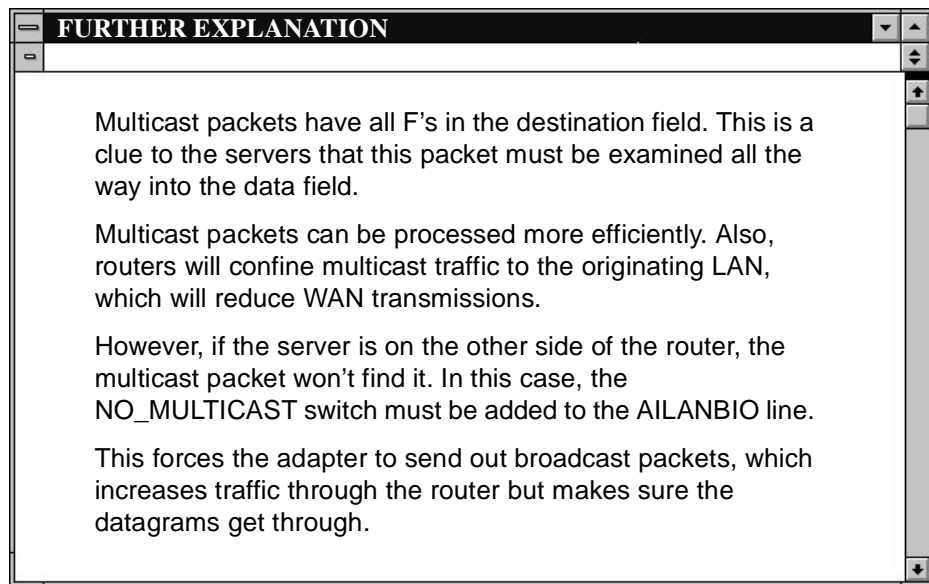 FURTHER EXPLANATION
Multicast packets have all F's in the destination field. This is a
clue to the servers that this packet must be examined all the
way into the data field.
Multicast packets can be processed more efficiently. Also,
routers will confine multicast traffic to the originating LAN,
which will reduce WAN transmissions.
However, if the server is on the other side of the router, the
multicast packet won't find it. In this case, the
NO_MULTICAST switch must be added to the AILANBIO line.
This forces the adapter to send out broadcast packets, which
increases traffic through the router but makes sure the
datagrams get through.